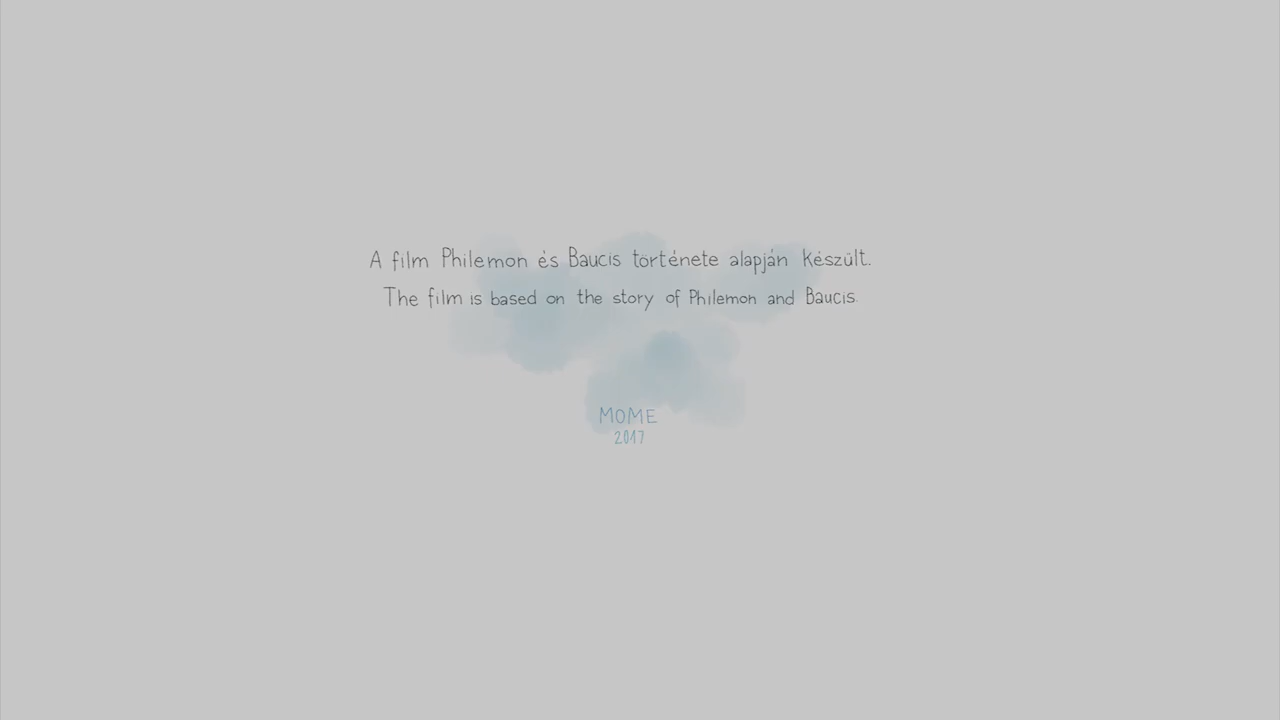 A film Philemon és Baucis története alapján készült.
The film is based on the story of Philemon and Baucis.
MOME
2017